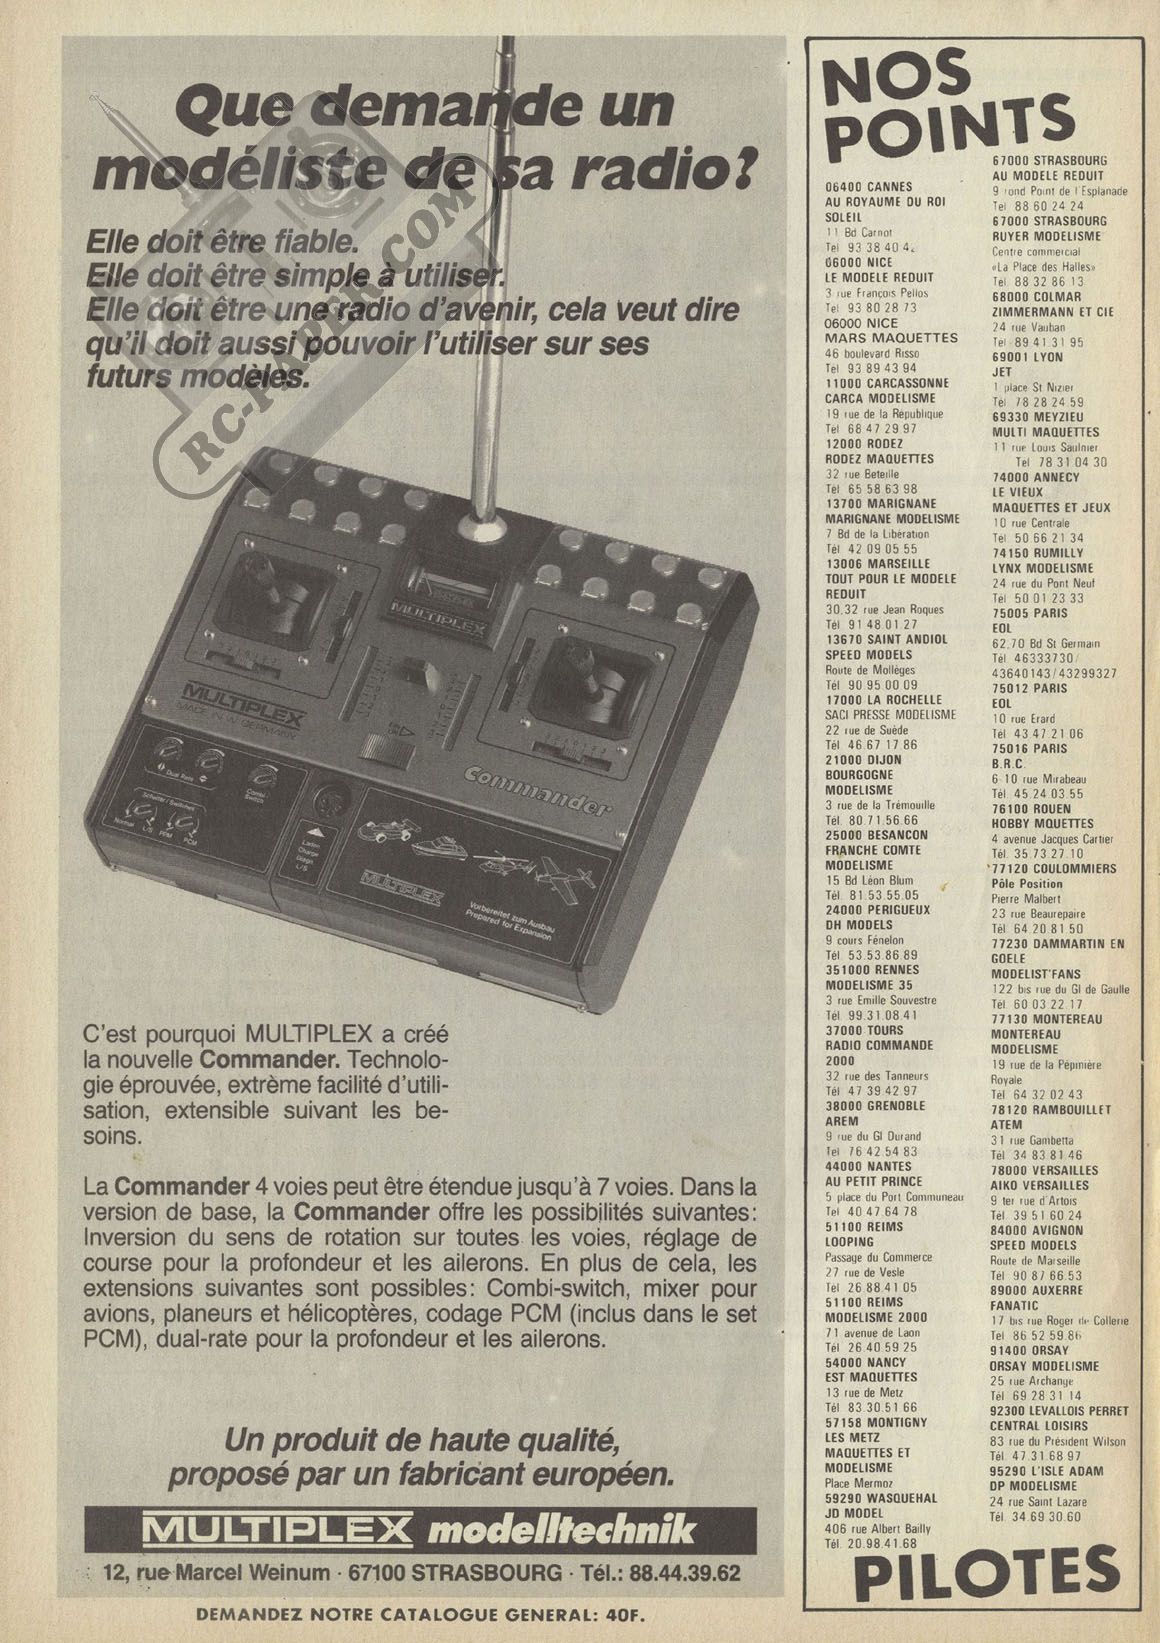 Que demande un
modéliste de sa radio?
Elle doit être fiable.
Elle doit être simple à utiliser.
Elle doit être une radio d'avenir, cela veut dire
qu'il doit aussi pouvoir l'utiliser sur ses
futurs modèles.
RC-PAPER.COM
MULTIPLEX
MULTIPLEX
MADE IN W. GERMANY
Commander
Dual Rate
Combi
Switch
Schalter / Switches
Normal L/S PPM PCM
Laden
Charge
Diagn.
L/S
MULTIPLEX
Vorbereitet zum Ausbau
Prepared for Expansion
C'est pourquoi MULTIPLEX a créé
la nouvelle Commander. Technolo-
gie éprouvée, extrème facilité d'utili-
sation, extensible suivant les be-
soins.
La Commander 4 voies peut être étendue jusqu'à 7 voies. Dans la
version de base, la Commander offre les possibilités suivantes:
Inversion du sens de rotation sur toutes les voies, réglage de
course pour la profondeur et les ailerons. En plus de cela, les
extensions suivantes sont possibles: Combi-switch, mixer pour
avions, planeurs et hélicoptères, codage PCM (inclus dans le set
PCM), dual-rate pour la profondeur et les ailerons.
Un produit de haute qualité,
proposé par un fabricant européen.
MULTIPLEX modelltechnik
12, rue Marcel Weinum · 67100 STRASBOURG · Tél.: 88.44.39.62
DEMANDEZ NOTRE CATALOGUE GENERAL: 40F.
NOS
POINTS
06400 CANNES
AU ROYAUME DU ROI
SOLEIL
11 Bd Carnot
Tel 93 38 40
06000 NICE
LE MODELE REDUIT
3 rue François Pellos
Tel 93 80 28 73
06000 NICE
MARS MAQUETTES
46 boulevard Risso
Tel 93 89 43 94
11000 CARCASSONNE
CARCA MODELISME
19 rue de la Republique
Tél 68 47 29 97
12000 RODEZ
RODEZ MAQUETTES
32 rue Beteille
Tél 65 58 63 98
13700 MARIGNANE
MARIGNANE MODELISME
7 Bd de la Libération
Tél 42 09 05 55
13006 MARSEILLE
TOUT POUR LE MODELE
REDUIT
30,32 rue Jean Roques
Tél 91 48 01 27
13670 SAINT ANDIOL
SPEED MODELS
Route de Mollèges
Tél 90 95 00 09
17000 LA ROCHELLE
SACI PRESSE MODELISME
22 rue de Suède
Tél 46.67 17 86
21000 DIJON
BOURGOGNE
MODELISME
3 rue de la Trémouille
Tél. 80.71.56.66
25000 BESANCON
FRANCHE COMTE
MODELISME
15 Bd Léon Blum
Tél. 81.53.55.05
24000 PERIGUEUX
DH MODELS
9 cours Fénelon
Tél 53.53.86 89
351000 RENNES
MODELISME 35
3 rue Emille Souvestre
Tél. 99.31.08.41
37000 TOURS
RADIO COMMANDE
2000
32 rue des Tanneurs
Tél 47 39.42 97
38000 GRENOBLE
AREM
9 rue du Gl Durand
Tel 76 42 54 83
44000 NANTES
AU PETIT PRINCE
5 place du Port Communeau
Tel 40 47 64 78
51100 REIMS
LOOPING
Passage du Commerce
27 rue de Vesle
Tél 26 88.41 05
51100 REIMS
MODELISME 2000
71 avenue de Laon
Tél 26 40.59 25
54000 NANCY
EST MAQUETTES
13 rue de Metz
Tél. 83.30.51 66
57158 MONTIGNY
LES METZ
MAQUETTES ET
MODELISME
Place Mermoz
59290 WASQUEHAL
JD MODEL
406 rue Albert Bailly
Tél. 20.98.41.68
67000 STRASBOURG
AU MODELE REDUIT
9 rond Point de l'Esplanade
Tel 88 60 24 24
67000 STRASBOURG
RUYER MODELISME
Centre commercial
«La Place des Halles»
Tél 88 32 86 13
68000 COLMAR
ZIMMERMANN ET CIE
24 rue Vauban
Tel 89 41 31 95
69001 LYON
JET
1 place St Nizier
Tél 78 28 24 59
69330 MEYZIEU
MULTI MAQUETTES
11 rue Louis Saulnier
Tel 78 31 04 30
74000 ANNECY
LE VIEUX
MAQUETTES ET JEUX
10 rue Centrale
Tel 50 66 21 34
74150 RUMILLY
LYNX MODELISME
24 rue du Pont Neuf
Tél 50 01 23 33
75005 PARIS
EOL
62,70 Bd St Germain
Tél 46333730/
43640143/43299327
75012 PARIS
EOL
10 rue Erard
Tél 43 47 21 06
75016 PARIS
B.R.C.
6-10 rue Mirabeau
Tél. 45.24 03.55
76100 ROUEN
HOBBY MQUETTES
4 avenue Jacques Cartier
Tél. 35.73.27.10
77120 COULOMMIERS
Pôle Position
Pierre Malbert
23 rue Beaurepaire
Tél 64 20.81.50
77230 DAMMARTIN EN
GOELE
MODELIST'FANS
122 bis rue du Gl de Gaulle
Tél. 60 03 22 17
77130 MONTEREAU
MONTEREAU
MODELISME
19 rue de la Pépinière
Royale
Tél 64 32 02 43
78120 RAMBOUILLET
ATEM
31 rue Gambetta
Tél 34 83 81 46
78000 VERSAILLES
AIKO VERSAILLES
9 ter rue d'Artois
Tél 39 51 60 24
84000 AVIGNON
SPEED MODELS
Route de Marseille
Tél 90 87 66.53
89000 AUXERRE
FANATIC
17 bis rue Roger de Collerie
Tel 86 52 59.86
91400 ORSAY
ORSAY MODELISME
25 rue Archange
Tél 69 28 31 14
92300 LEVALLOIS PERRET
CENTRAL LOISIRS
83 rue du Président Wilson
Tél. 47.31 68 97
95290 L'ISLE ADAM
DP MODELISME
24 rue Saint Lazare
Tél. 34 69 30.60
PILOTES